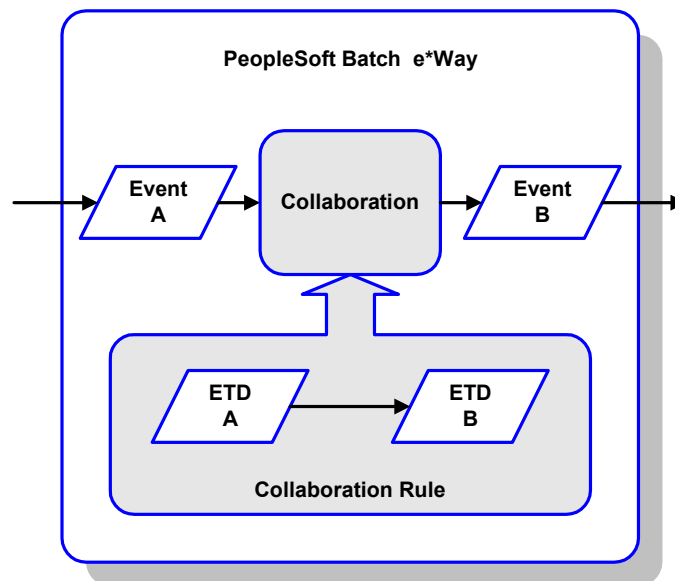 PeopleSoft Batch e*Way
Event
A
Collaboration
Event
B
ETD
A
ETD
B
Collaboration Rule